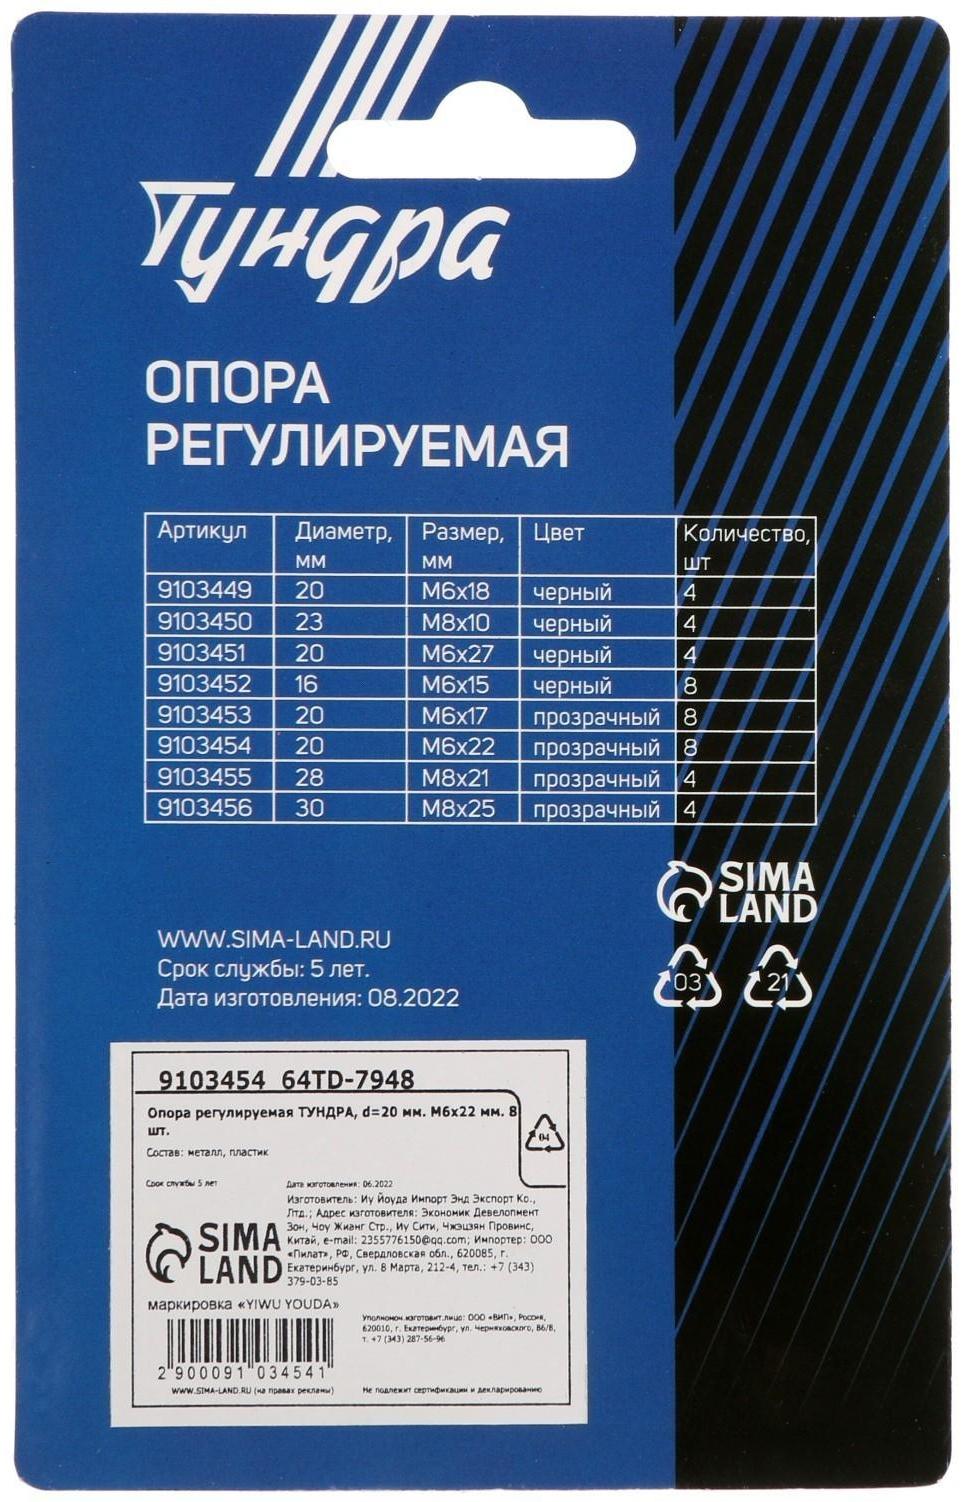 Тундра
ОПОРА
РЕГУЛИРУЕМАЯ
Артикул Диаметр, мм Размер, мм Цвет Количество, шт
9103449 20 М6х18 черный 4
9103450 23 М8х10 черный 4
9103451 20 М6х27 черный 4
9103452 16 М6х15 черный 8
9103453 20 М6х17 прозрачный 8
9103454 20 М6х22 прозрачный 8
9103455 28 М8х21 прозрачный 4
9103456 30 М8х25 прозрачный 4
SIMA
LAND
WWW.SIMA-LAND.RU
Срок службы: 5 лет.
Дата изготовления: 08.2022
03 21
9103454 64TD-7948
Опора регулируемая ТУНДРА, d=20 мм. М6х22 мм. 8
шт.
04
Состав: металл, пластик
Срок службы 5 лет Дата изготовления: 06.2022
Изготовитель: Иу Йоуда Импорт Энд Экспорт Ко.,
Лтд.; Адрес изготовителя: Экономик Девелопмент
Зон, Чоу Жианг Стр., Иу Сити, Чжэцзян Провинс,
Китай, e-mail: 2355776150@qq.com; Импортер: ООО
«Пилат», РФ, Свердловская обл., 620085, г.
Екатеринбург, ул. 8 Марта, 212-4, тел.: +7 (343)
379-03-85
SIMA
LAND
маркировка «YIWU YOUDA»
Уполномон.изготовит.лицо: ООО «ВИП», Россия,
620010, г. Екатеринбург, ул. Черняховского, 86/8,
т. +7 (343) 287-56-96
2 900091 034541
WWW.SIMA-LAND.RU (на правах рекламы)
Не подлежит сертификации и декларированию